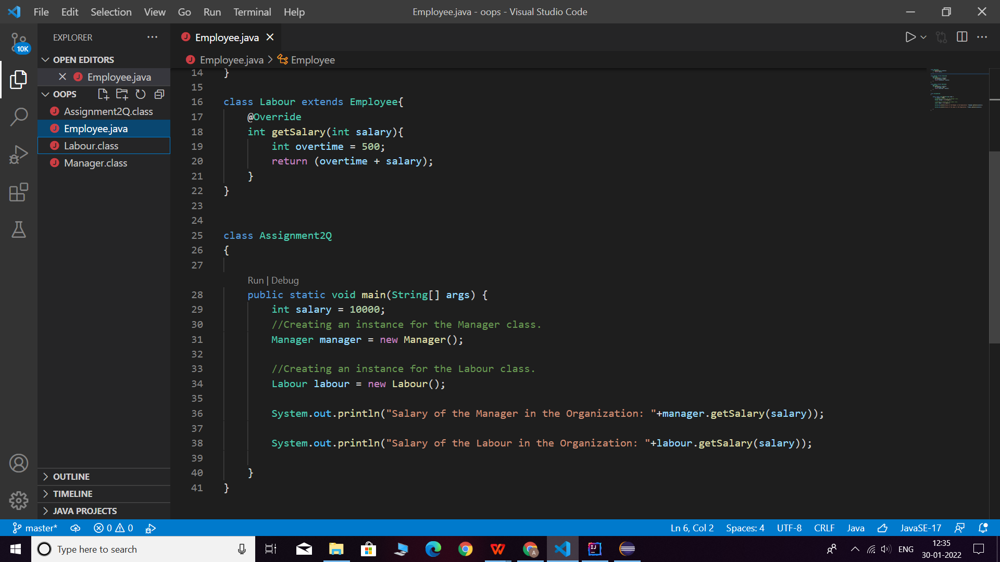 File Edit Selection View Go Run Terminal Help
Employee.java - oops - Visual Studio Code
10K
EXPLORER
OPEN EDITORS
Employee.java
OOPS
Assignment2Q.class
Employee.java
Labour.class
Manager.class
OUTLINE
TIMELINE
JAVA PROJECTS
Employee.java
Employee.java > Employee
14 }
15
16 class Labour extends Employee{
17     @Override
18     int getSalary(int salary){
19         int overtime = 500;
20         return (overtime + salary);
21     }
22 }
23
24
25 class Assignment2Q
26 {
27
Run | Debug
28     public static void main(String[] args) {
29         int salary = 10000;
30         //Creating an instance for the Manager class.
31         Manager manager = new Manager();
32
33         //Creating an instance for the Labour class.
34         Labour labour = new Labour();
35
36         System.out.println("Salary of the Manager in the Organization: "+manager.getSalary(salary));
37
38         System.out.println("Salary of the Labour in the Organization: "+labour.getSalary(salary));
39
40     }
41 }
master* 0 0
Ln 6, Col 2 Spaces: 4 UTF-8 CRLF Java JavaSE-17
Type here to search
ENG
12:35
30-01-2022